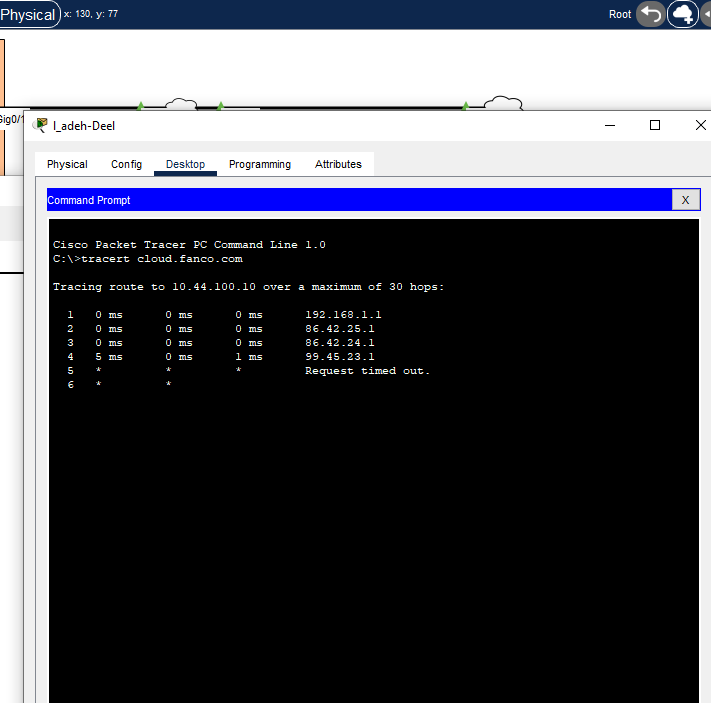 Physical x: 130, y: 77 Root
Gig0/1
l_adeh-Deel
Physical Config Desktop Programming Attributes
Command Prompt X
Cisco Packet Tracer PC Command Line 1.0
C:\>tracert cloud.fanco.com
Tracing route to 10.44.100.10 over a maximum of 30 hops:
1 0 ms 0 ms 0 ms 192.168.1.1
2 0 ms 0 ms 0 ms 86.42.25.1
3 0 ms 0 ms 0 ms 86.42.24.1
4 5 ms 0 ms 1 ms 99.45.23.1
5 * * * Request timed out.
6 * *